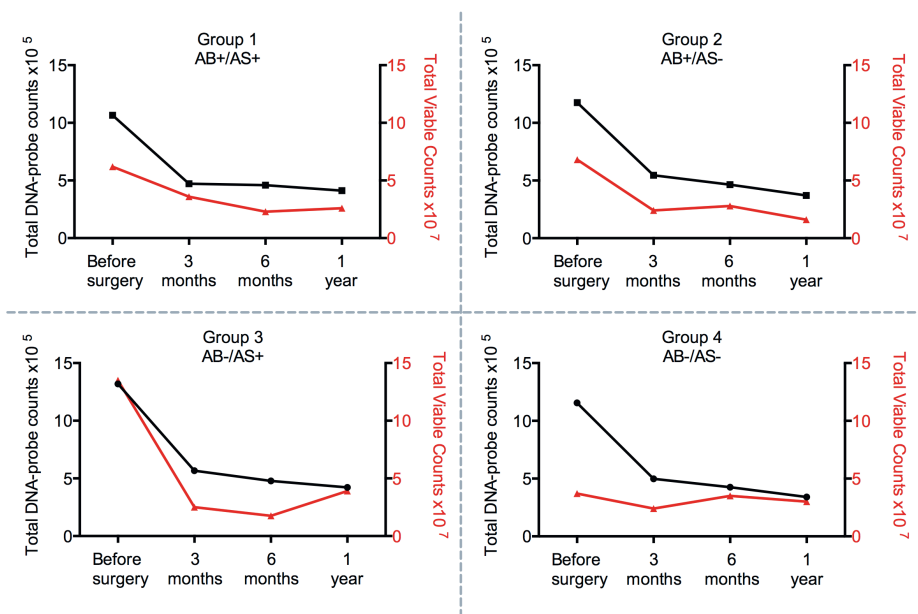 Group 1
AB+/AS+
Total DNA-probe counts x10 5
15
10
5
0
15
10
5
0
Total Viable Counts x10 7
Before surgery
3 months
6 months
1 year
Group 2
AB+/AS-
Total DNA-probe counts x10 5
15
10
5
0
15
10
5
0
Total Viable Counts x10 7
Before surgery
3 months
6 months
1 year
Group 3
AB-/AS+
Total DNA-probe counts x10 5
15
10
5
0
15
10
5
0
Total Viable Counts x10 7
Before surgery
3 months
6 months
1 year
Group 4
AB-/AS-
Total DNA-probe counts x10 5
15
10
5
0
15
10
5
0
Total Viable Counts x10 7
Before surgery
3 months
6 months
1 year